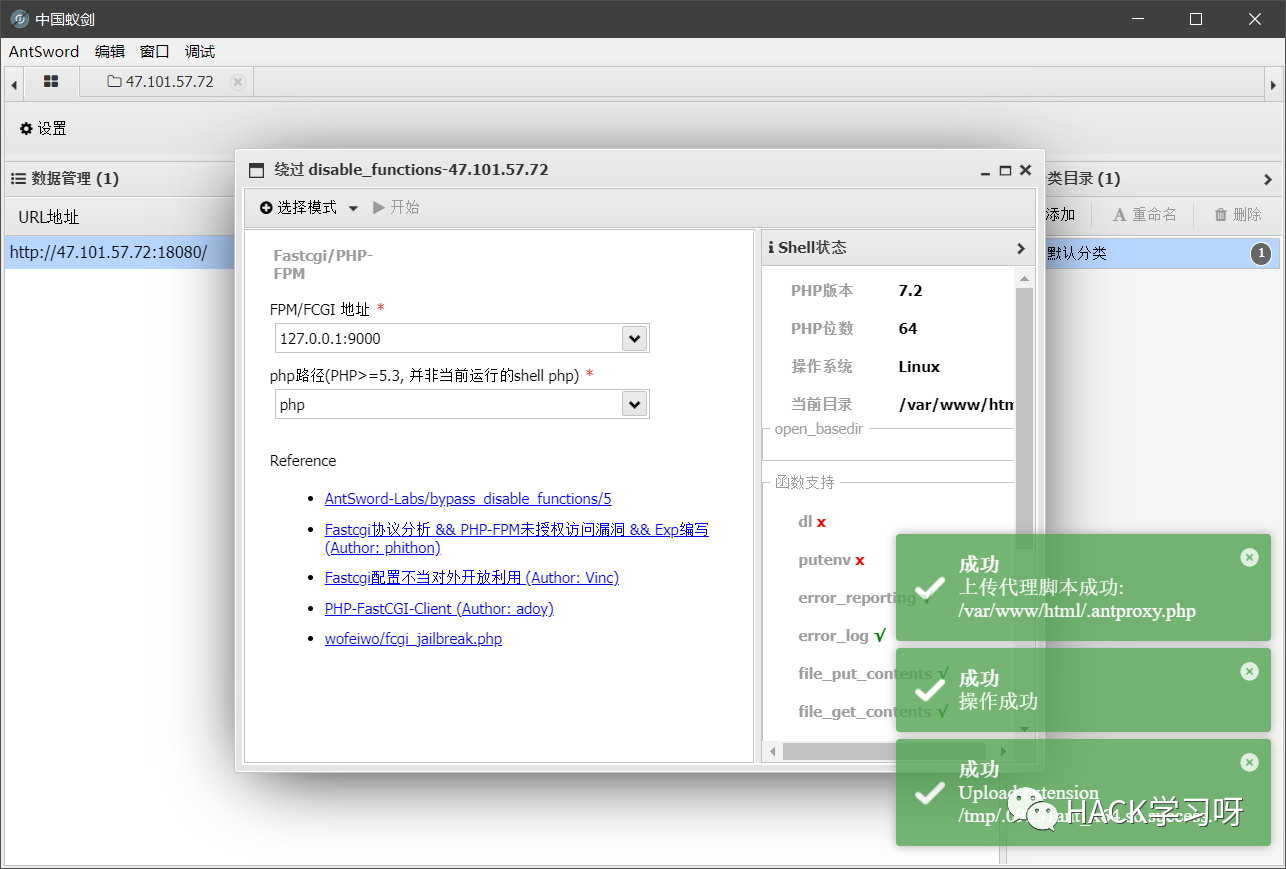 中国蚁剑
AntSword 编辑 窗口 调试
47.101.57.72
设置
数据管理 (1)
URL地址
http://47.101.57.72:18080/
绕过 disable_functions-47.101.57.72
选择模式 开始
Fastcgi/PHP-
FPM
FPM/FCGI 地址 *
127.0.0.1:9000
php路径(PHP>=5.3, 并非当前运行的shell php) *
php
Reference
AntSword-Labs/bypass_disable_functions/5
Fastcgi协议分析 && PHP-FPM未授权访问漏洞 && Exp编写
(Author: phithon)
Fastcgi配置不当对外开放利用 (Author: Vinc)
PHP-FastCGI-Client (Author: adoy)
wofeiwo/fcgi_jailbreak.php
Shell状态
PHP版本 7.2
PHP位数 64
操作系统 Linux
当前目录 /var/www/htm
open_basedir
函数支持
dl x
putenv x
error_reporting √
error_log √
file_put_contents √
file_get_contents √
类目录 (1)
添加 重命名 删除
默认分类 1
成功
上传代理脚本成功:
/var/www/html/.antproxy.php
成功
操作成功
成功
Upload extension
/tmp/. success.
HACK学习呀